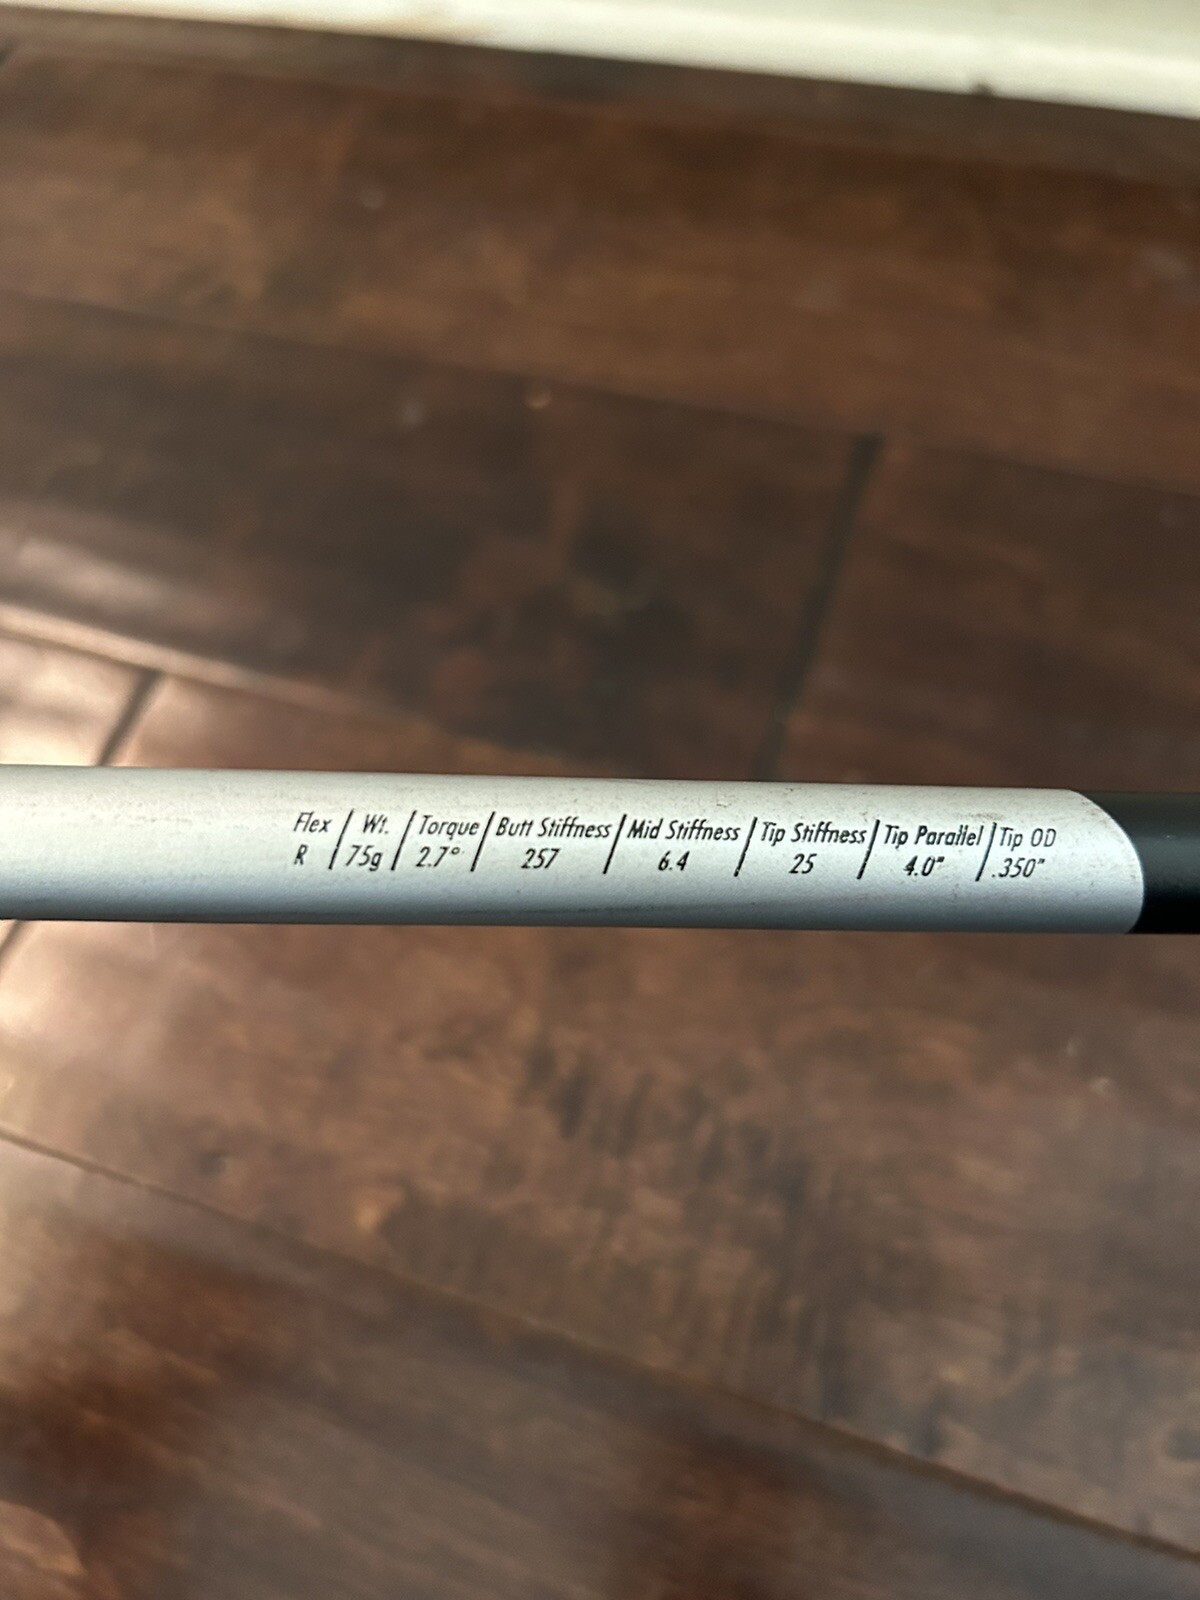 Flex / Wt. / Torque / Butt Stiffness / Mid Stiffness / Tip Stiffness / Tip Parallel / Tip OD
R / 75g / 2.7° / 257 / 6.4 / 25 / 4.0" / .350"